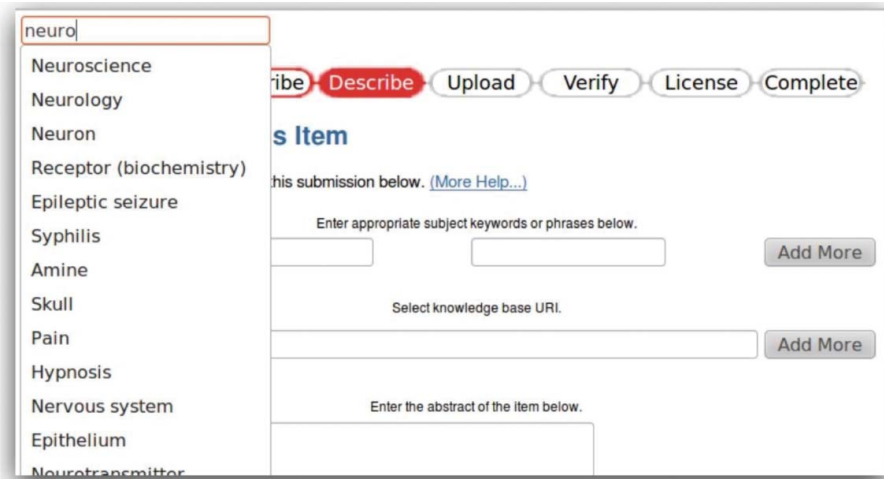 neuro
Neuroscience
Neurology
Neuron
Receptor (biochemistry)
Epileptic seizure
Syphilis
Amine
Skull
Pain
Hypnosis
Nervous system
Epithelium
Neurotransmitter
ribe Describe Upload Verify License Complete
s Item
his submission below. (More Help...)
Enter appropriate subject keywords or phrases below.
Add More
Select knowledge base URI.
Add More
Enter the abstract of the item below.